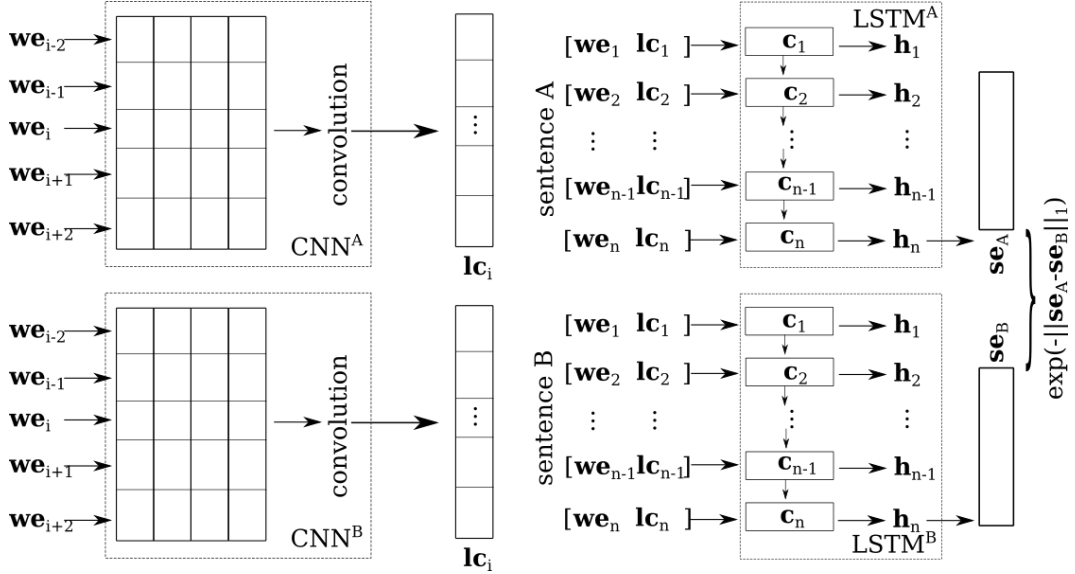 we_{i-2}
we_{i-1}
we_i
we_{i+1}
we_{i+2}
convolution
CNN^A
⋮
lc_i
we_{i-2}
we_{i-1}
we_i
we_{i+1}
we_{i+2}
convolution
CNN^B
⋮
lc_i
sentence A
LSTM^A
[we_1 lc_1 ] c_1 h_1
[we_2 lc_2 ] c_2 h_2
⋮ ⋮ ⋮ ⋮
[we_{n-1} lc_{n-1}] c_{n-1} h_{n-1}
[we_n lc_n ] c_n h_n
se_A
sentence B
[we_1 lc_1 ] c_1 h_1
[we_2 lc_2 ] c_2 h_2
⋮ ⋮ ⋮ ⋮
[we_{n-1} lc_{n-1}] c_{n-1} h_{n-1}
[we_n lc_n ] c_n h_n
LSTM^B
se_B
exp(-||se_A-se_B||_1)